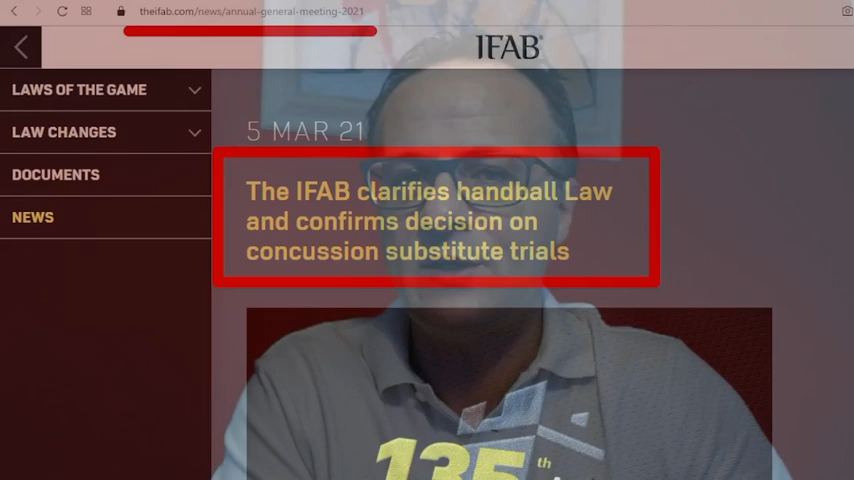 theifab.com/news/annual-general-meeting-2021
IFAB
LAWS OF THE GAME
LAW CHANGES
DOCUMENTS
NEWS
5 MAR 21
The IFAB clarifies handball Law
and confirms decision on
concussion substitute trials
135th